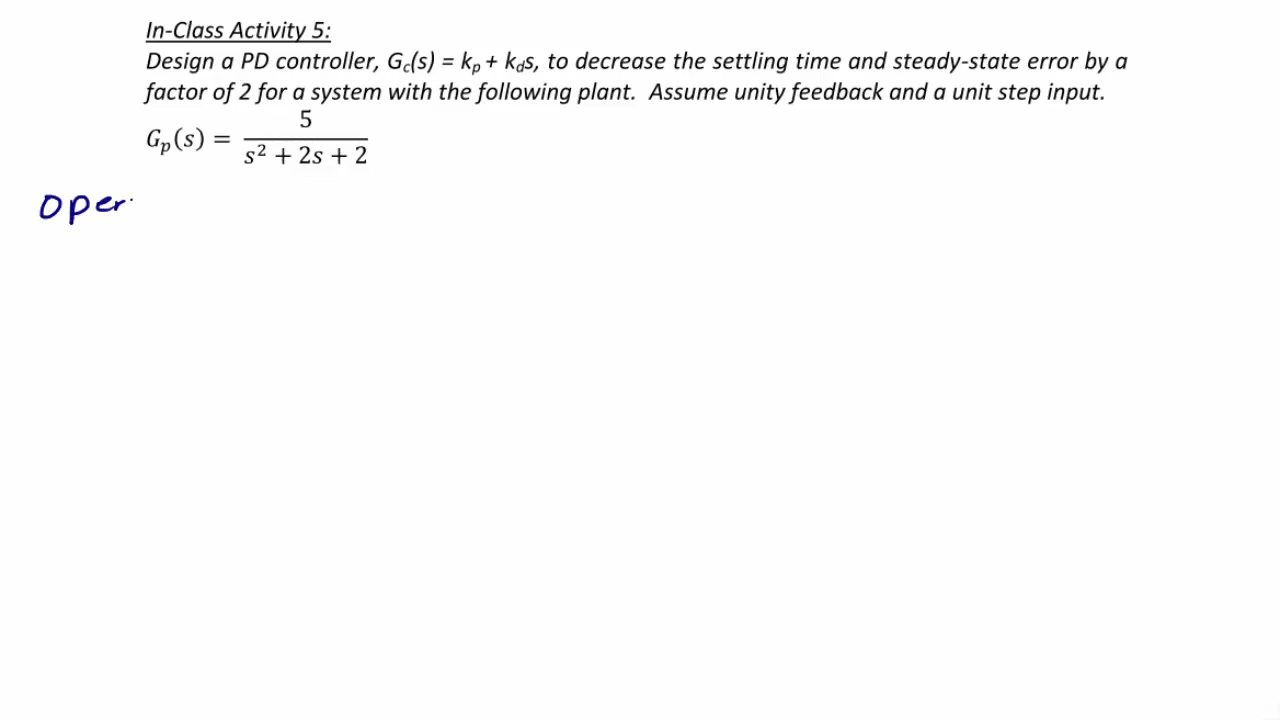 In-Class Activity 5:
Design a PD controller, Gc(s) = kp + kds, to decrease the settling time and steady-state error by a
factor of 2 for a system with the following plant.  Assume unity feedback and a unit step input.
Gp(s) = 5 / (s² + 2s + 2)
oper